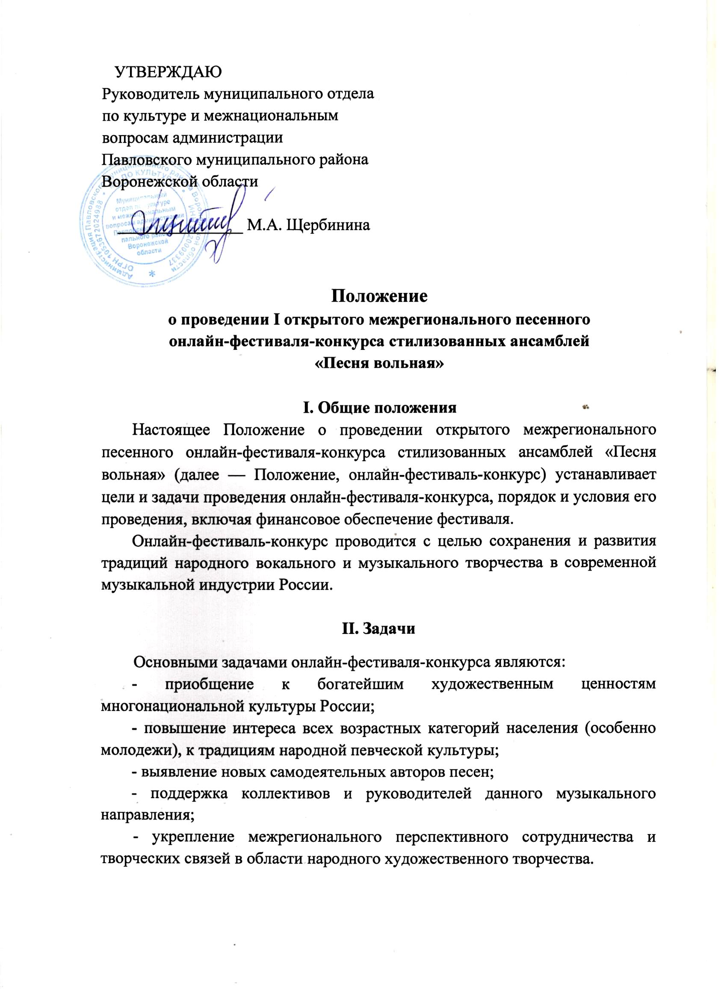 УТВЕРЖДАЮ
Руководитель муниципального отдела
по культуре и межнациональным
вопросам администрации
Павловского муниципального района
Воронежской области
М.А. Щербинина
Администрация Павловского муниципального района Воронежской области
ОГРН 1053672024988
ПО КУЛЬТУРЕ
ИНН
Муниципальный
отдел по культуре
и межнациональным
вопросам администрации
Павловского муници-
пального района
Воронежской
области
Положение
о проведении I открытого межрегионального песенного
онлайн-фестиваля-конкурса стилизованных ансамблей
«Песня вольная»
I. Общие положения
Настоящее Положение о проведении открытого межрегионального
песенного онлайн-фестиваля-конкурса стилизованных ансамблей «Песня
вольная» (далее — Положение, онлайн-фестиваль-конкурс) устанавливает
цели и задачи проведения онлайн-фестиваля-конкурса, порядок и условия его
проведения, включая финансовое обеспечение фестиваля.
Онлайн-фестиваль-конкурс проводится с целью сохранения и развития
традиций народного вокального и музыкального творчества в современной
музыкальной индустрии России.
II. Задачи
Основными задачами онлайн-фестиваля-конкурса являются:
- приобщение к богатейшим художественным ценностям
многонациональной культуры России;
- повышение интереса всех возрастных категорий населения (особенно
молодежи), к традициям народной певческой культуры;
- выявление новых самодеятельных авторов песен;
- поддержка коллективов и руководителей данного музыкального
направления;
- укрепление межрегионального перспективного сотрудничества и
творческих связей в области народного художественного творчества.